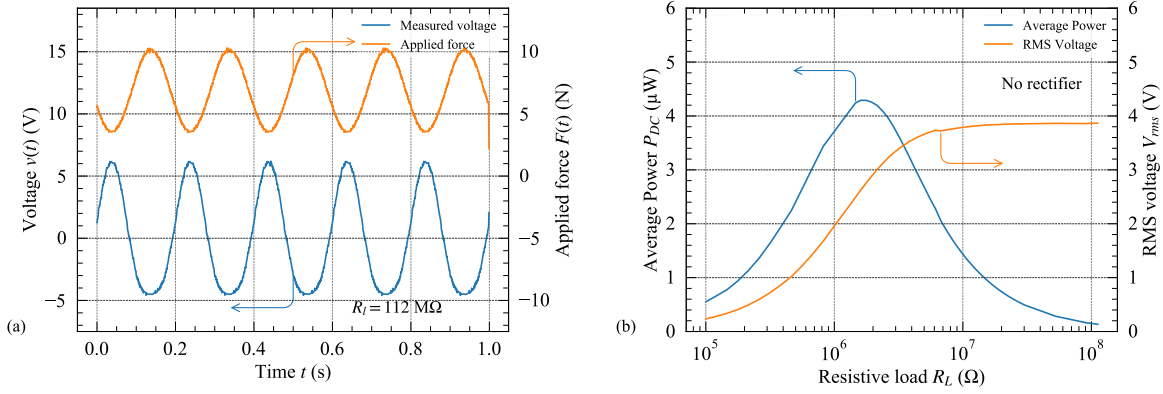 Measured voltage
Applied force
15
10
5
0
−5
10
5
0
−5
−10
Voltage v(t) (V)
Applied force F(t) (N)
R_l = 112 MΩ
0.0 0.2 0.4 0.6 0.8 1.0
Time t (s)
(a)
Average Power
RMS Voltage
No rectifier
6
5
4
3
2
1
0
6
5
4
3
2
1
0
Average Power P_DC (µW)
RMS voltage V_rms (V)
10^5 10^6 10^7 10^8
Resistive load R_L (Ω)
(b)